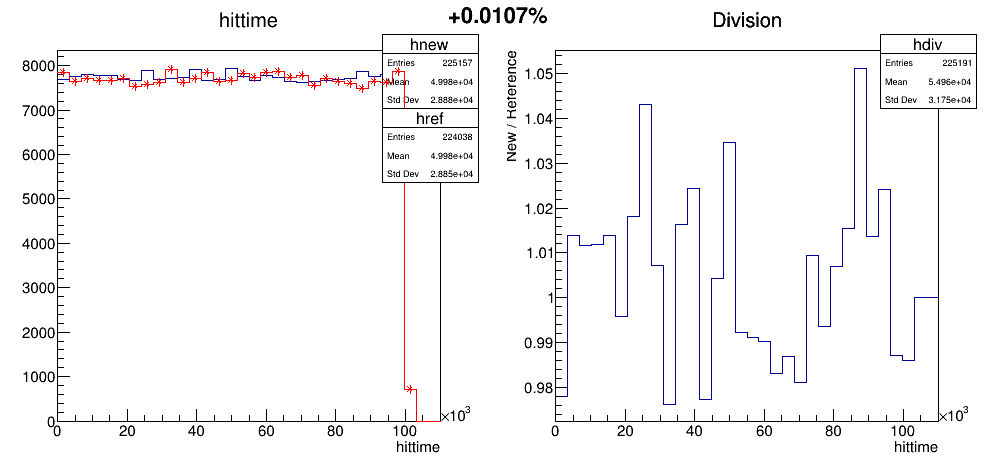 +0.0107%
hittime
hnew
Entries 225157
Mean 4.998e+04
Std Dev 2.888e+04
href
Entries 224038
Mean 4.998e+04
Std Dev 2.885e+04
8000
7000
6000
5000
4000
3000
2000
1000
0
0 20 40 60 80 100
×10³
hittime
Division
hdiv
Entries 225191
Mean 5.496e+04
Std Dev 3.175e+04
New / Reference
1.05
1.04
1.03
1.02
1.01
1
0.99
0.98
0 20 40 60 80 100
×10³
hittime